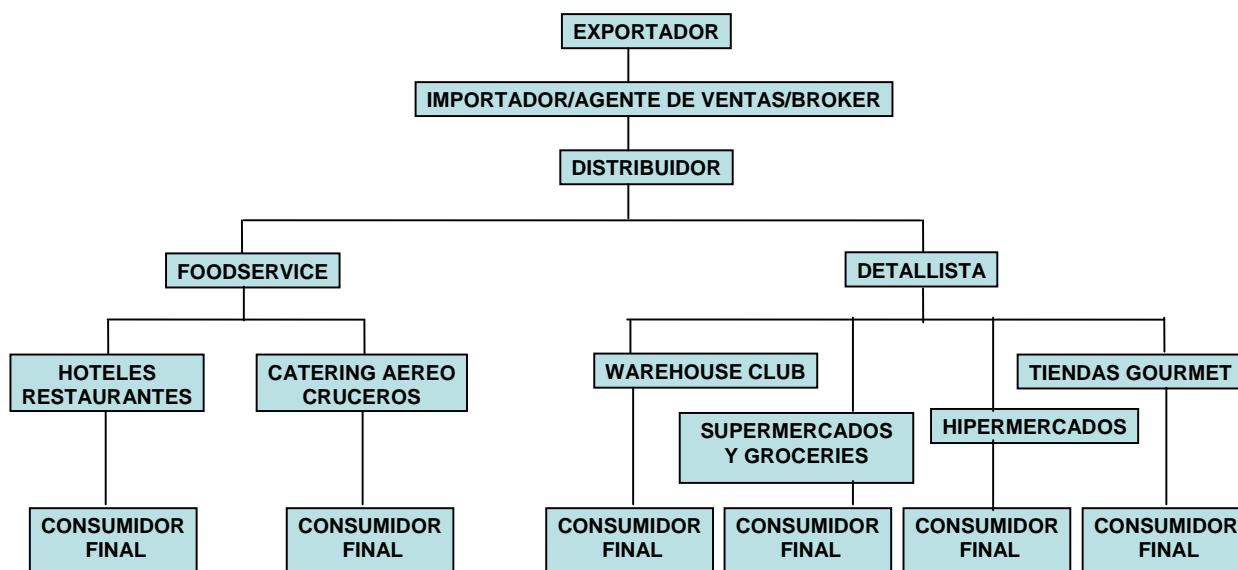 EXPORTADOR
IMPORTADOR/AGENTE DE VENTAS/BROKER
DISTRIBUIDOR
FOODSERVICE
DETALLISTA
HOTELES
RESTAURANTES
CATERING AEREO
CRUCEROS
WAREHOUSE CLUB
TIENDAS GOURMET
SUPERMERCADOS
Y GROCERIES
HIPERMERCADOS
CONSUMIDOR
FINAL
CONSUMIDOR
FINAL
CONSUMIDOR
FINAL
CONSUMIDOR
FINAL
CONSUMIDOR
FINAL
CONSUMIDOR
FINAL